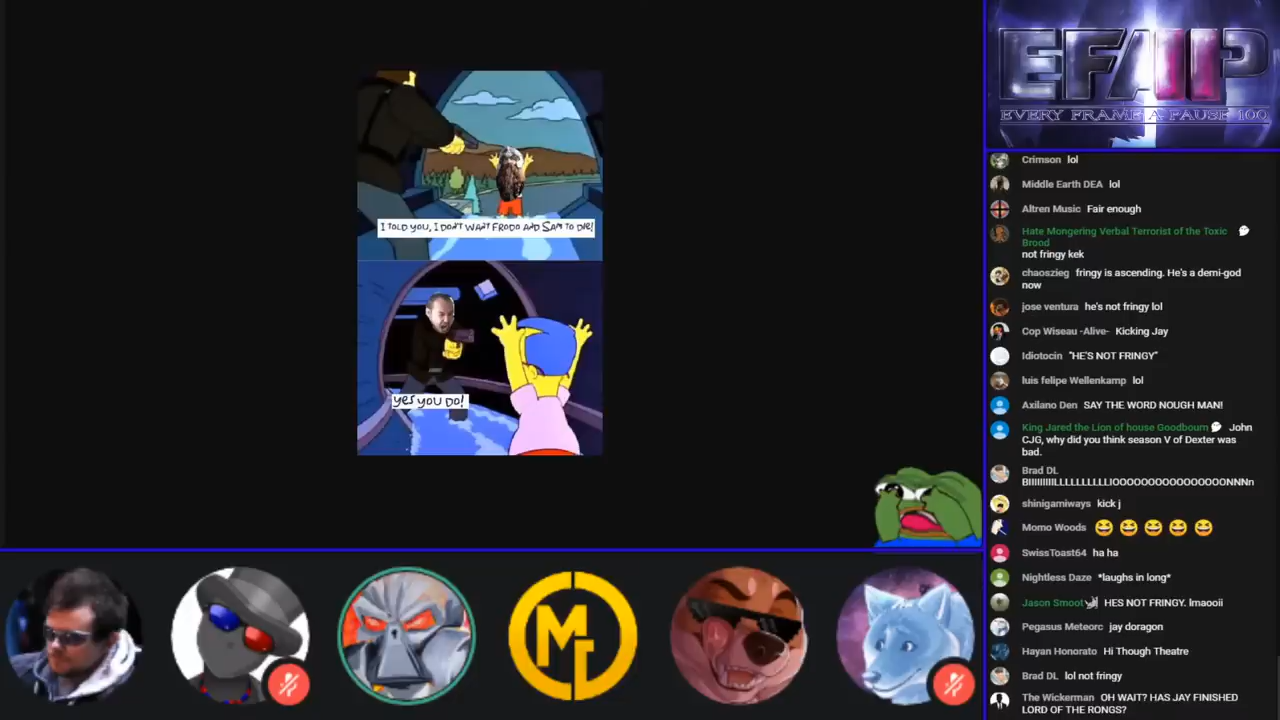 I TOLD YOU, I DON'T WANT FRODO AND SAM TO DIE!
yes YOU DO!
MG
EFAP
EVERY FRAME A PAUSE 100
Crimson lol
Middle Earth DEA lol
Altren Music Fair enough
Hate Mongering Verbal Terrorist of the Toxic
Brood
not fringy kek
chaoszieg fringy is ascending. He's a demi-god
now
jose ventura he's not fringy lol
Cop Wiseau -Alive- Kicking Jay
Idiotocin "HE'S NOT FRINGY"
luis felipe Wellenkamp lol
Axilano Den SAY THE WORD NOUGH MAN!
King Jared the Lion of house Goodbourn John
CJG, why did you think season V of Dexter was
bad.
Brad DL
shinigamiways kick j
Momo Woods
SwissToast64 ha ha
Nightless Daze *laughs in long*
Jason Smoot HES NOT FRINGY. lmaooii
Pegasus Meteorc jay doragon
Hayan Honorato Hi Though Theatre
Brad DL lol not fringy
The Wickerman OH WAIT? HAS JAY FINISHED
LORD OF THE RONGS?